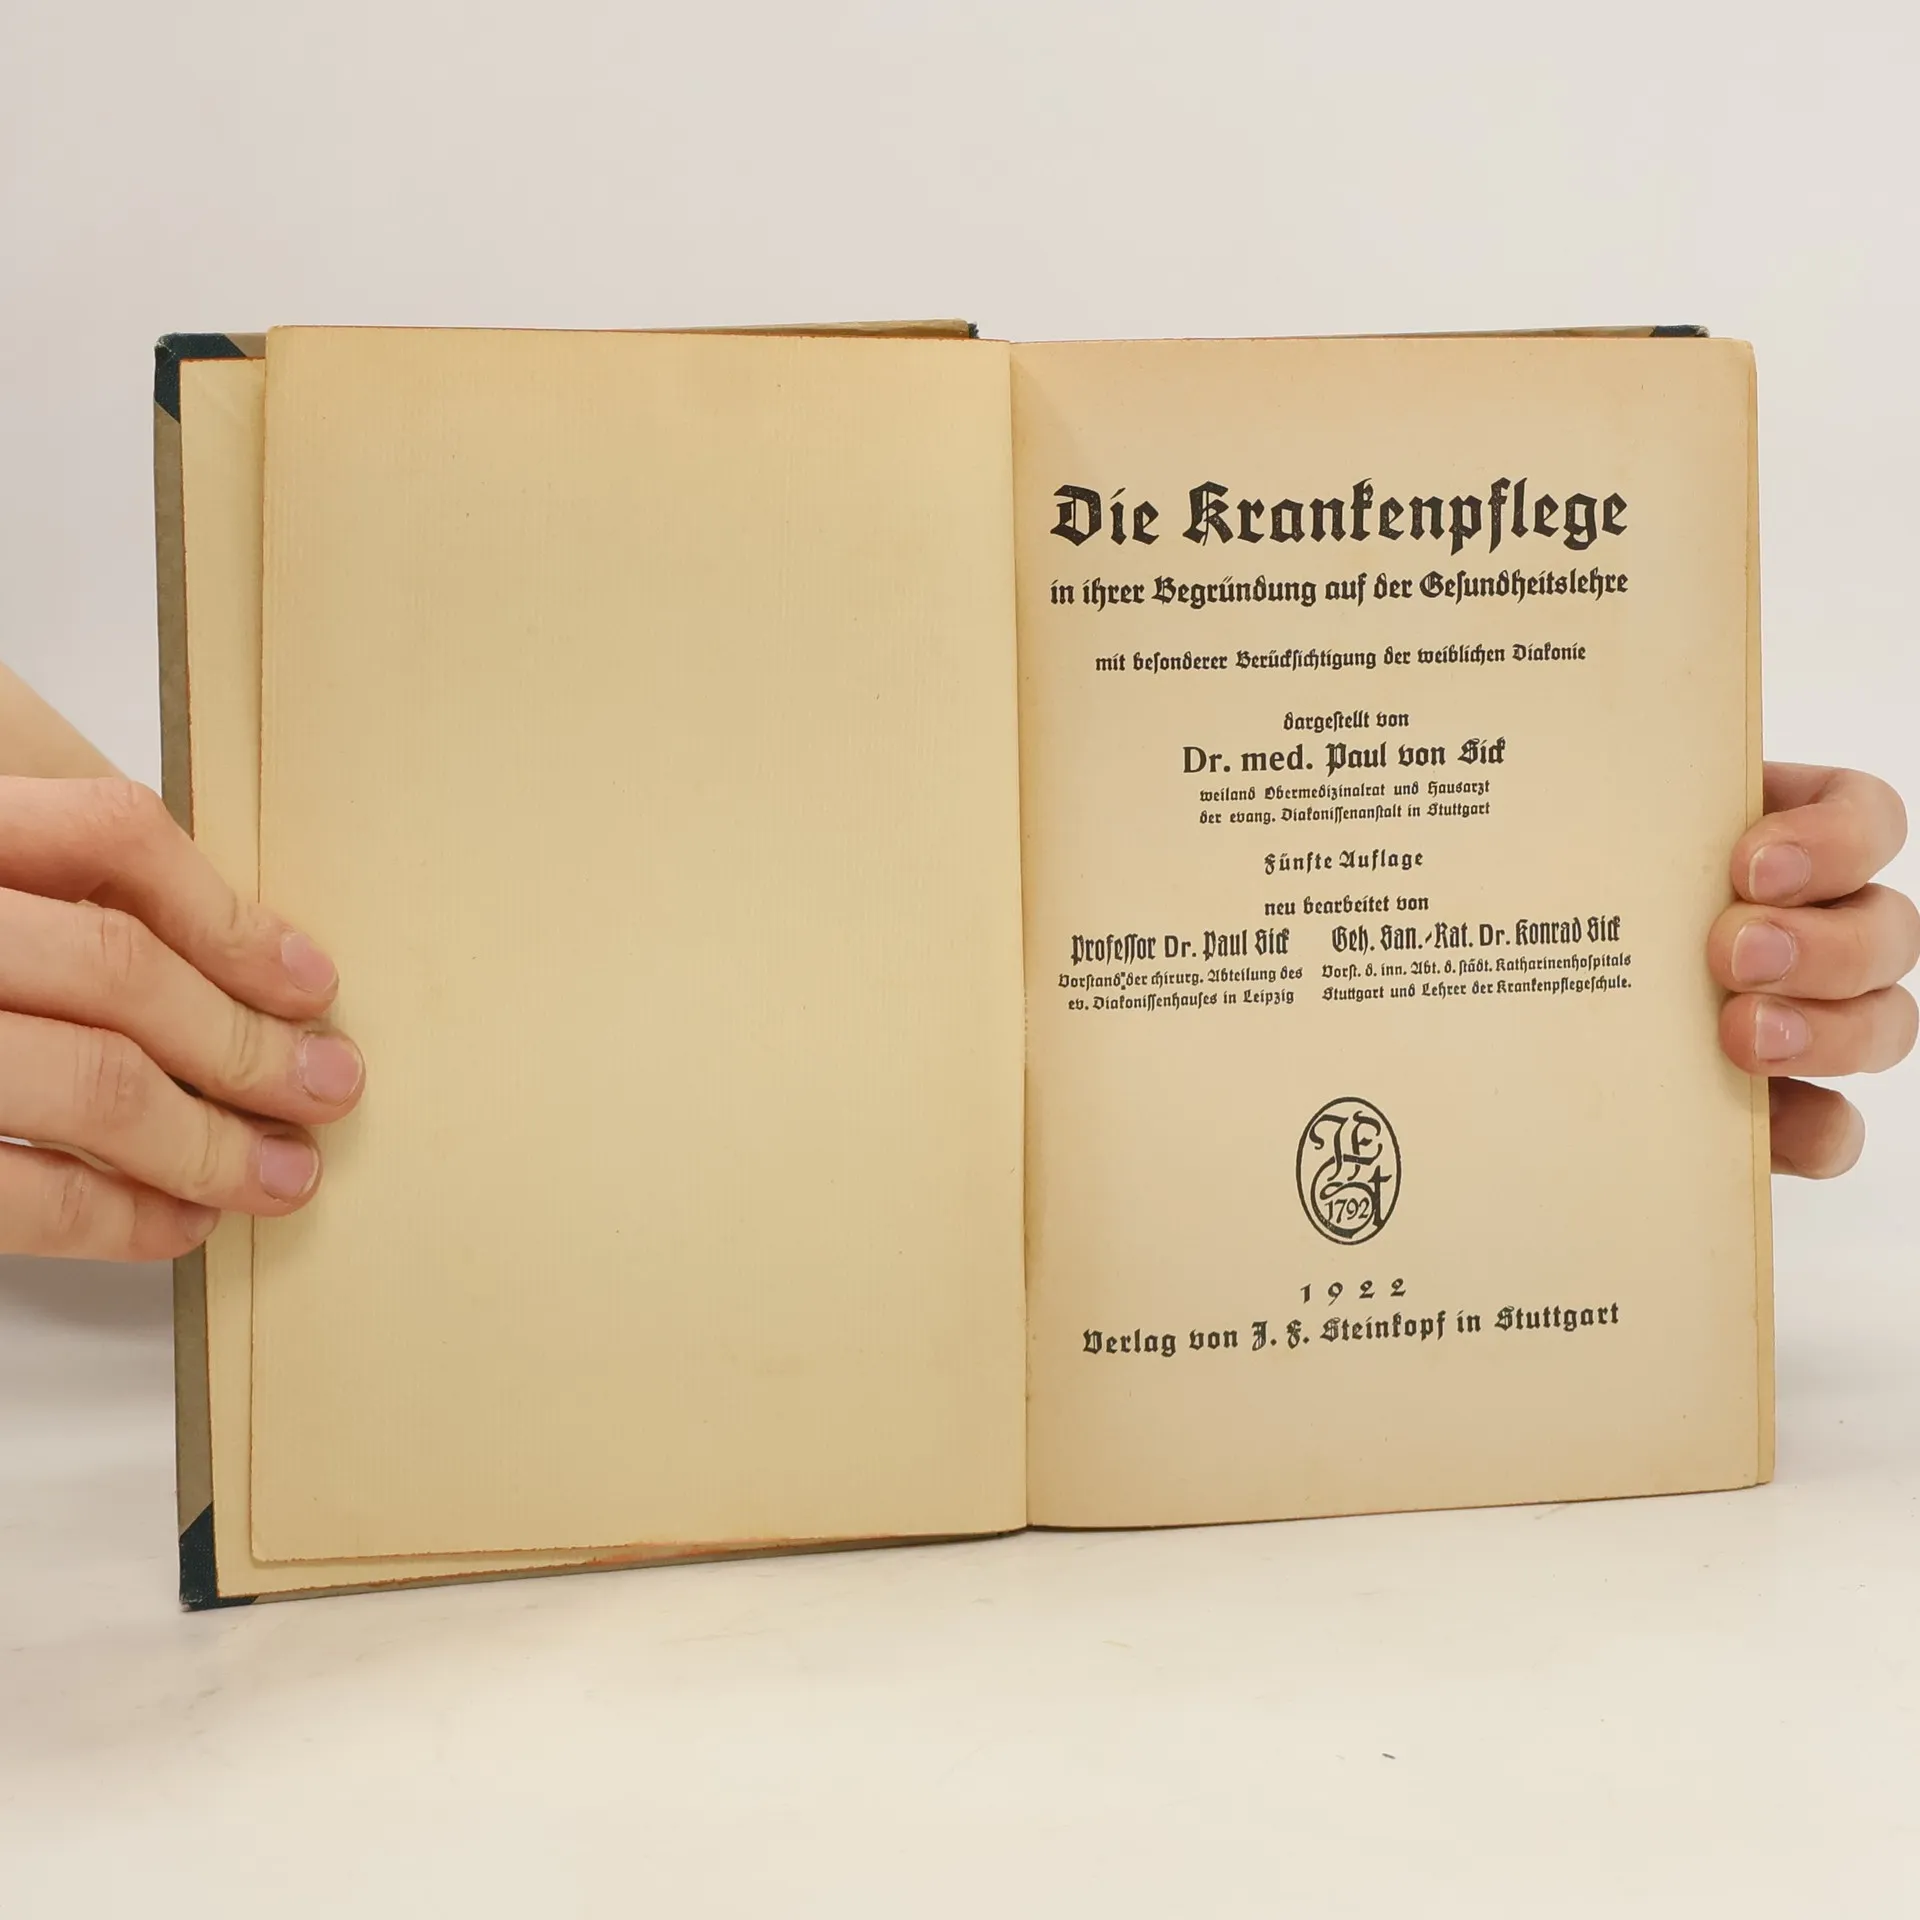 Die Krankenpflege
in ihrer Begründung auf der Gesundheitslehre
mit besonderer Berücksichtigung der weiblichen Diakonie
dargestellt von
Dr. med. Paul von Sick
weiland Obermedizinalrat und Hausarzt
der evang. Diakonissenanstalt in Stuttgart
Fünfte Auflage
neu bearbeitet von
Professor Dr. Paul Sick
Vorstand der chirurg. Abteilung des
ev. Diakonissenhauses in Leipzig
Geh. San.-Rat. Dr. Konrad Sick
Vorst. d. inn. Abt. d. städt. Katharinenhospitals
Stuttgart und Lehrer der Krankenpflegeschule.
JFSt
1792
1922
Verlag von J. F. Steinkopf in Stuttgart